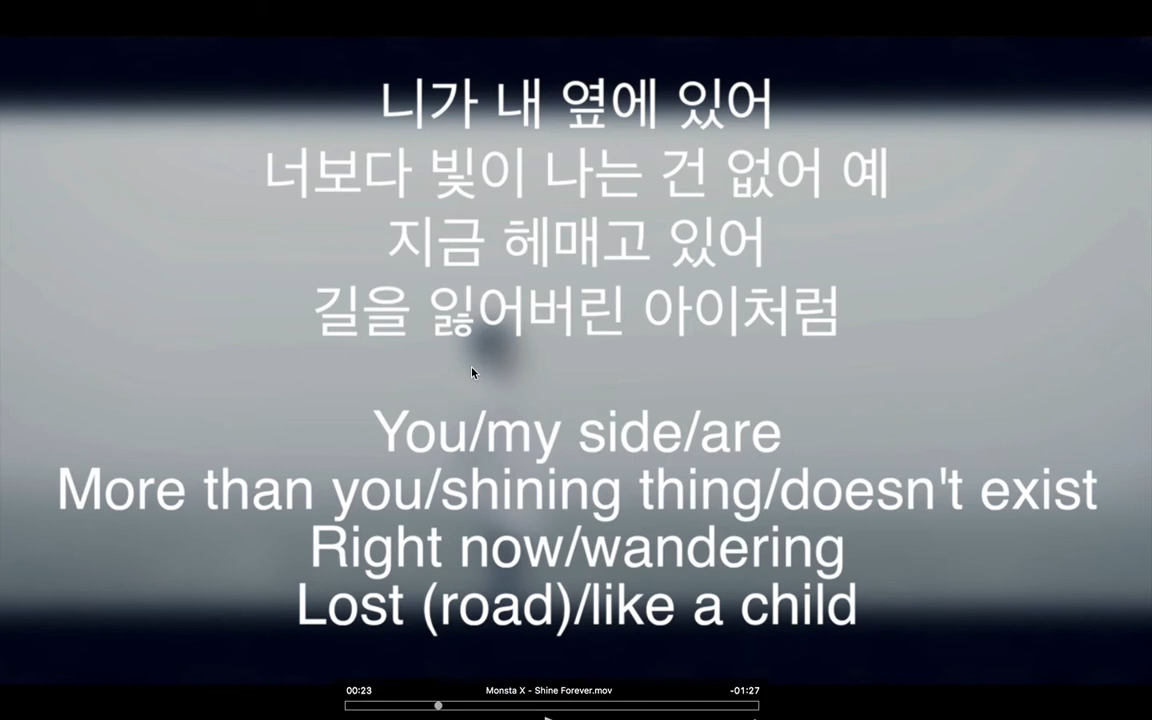 니가 내 옆에 있어
너보다 빛이 나는 건 없어 예
지금 헤매고 있어
길을 잃어버린 아이처럼
You/my side/are
More than you/shining thing/doesn't exist
Right now/wandering
Lost (road)/like a child
00:23 Monsta X - Shine Forever.mov -01:27